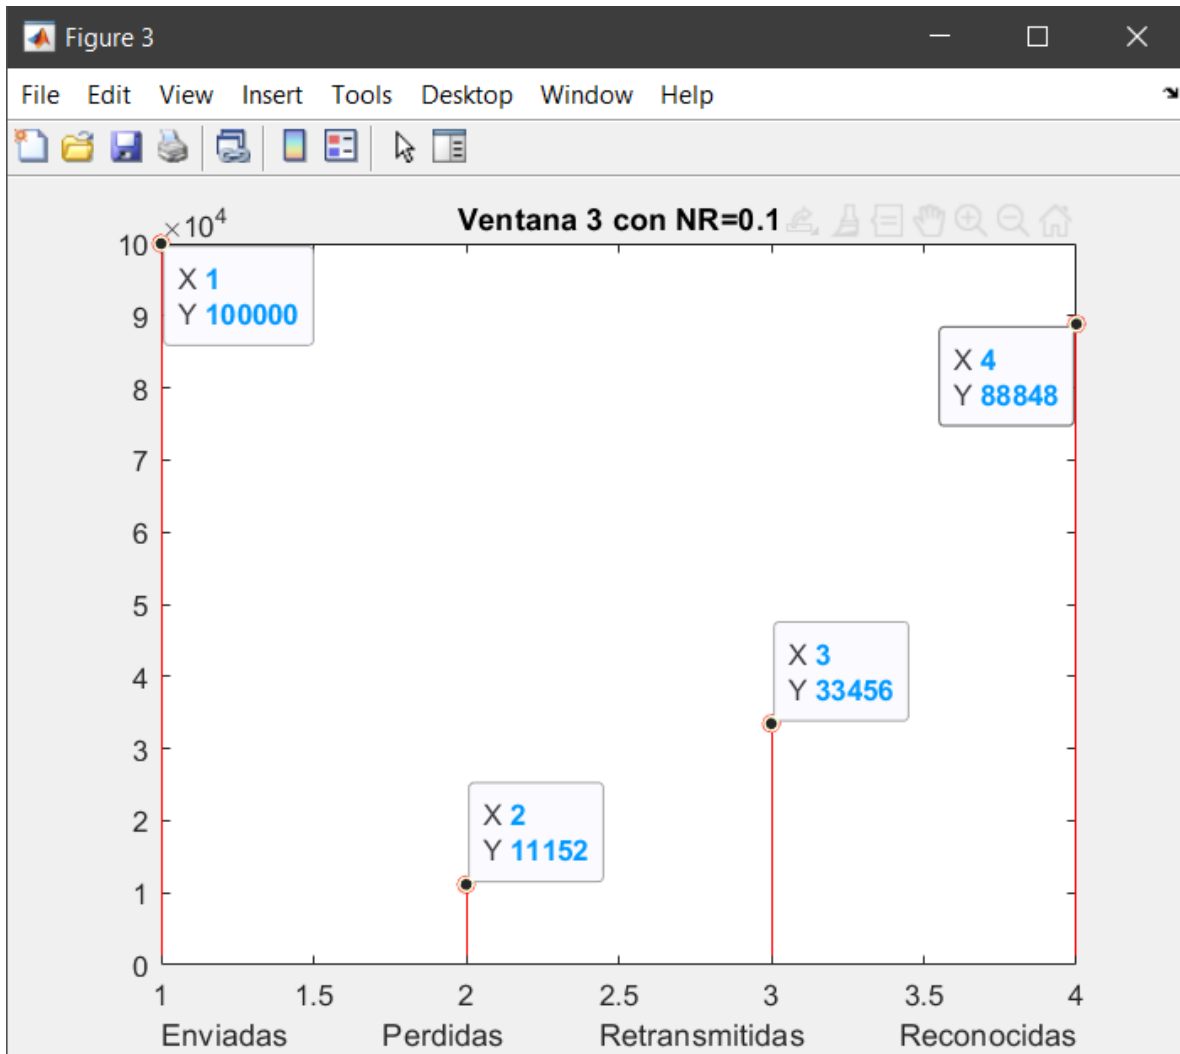 Figure 3
File Edit View Insert Tools Desktop Window Help
×10⁴
Ventana 3 con NR=0.1
10
X 1
Y 100000
9
X 4
Y 88848
8
7
6
5
X 3
Y 33456
4
3
X 2
Y 11152
2
1
0
1 1.5 2 2.5 3 3.5 4
Enviadas Perdidas Retransmitidas Reconocidas